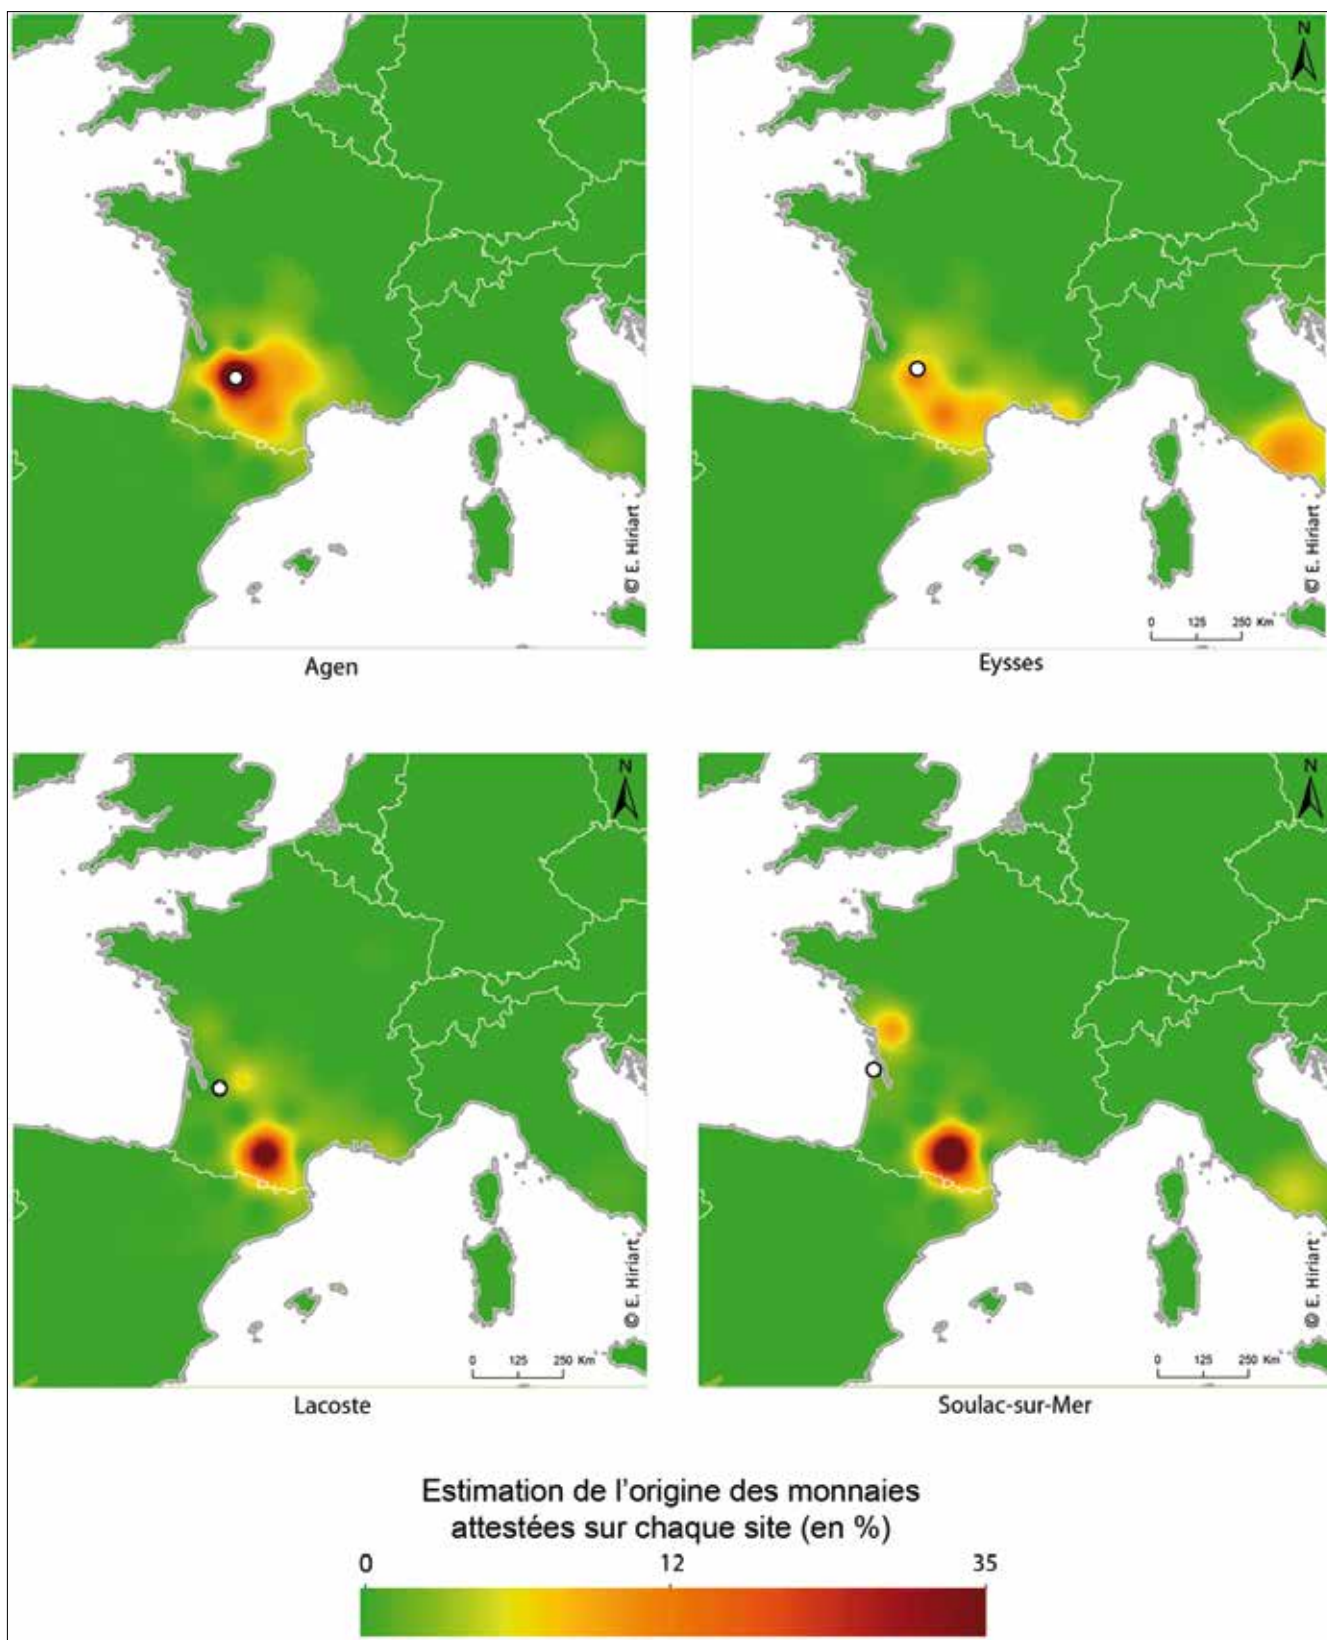 N
© E. Hiriart
© E. Hiriart
0 125 250 Km
Agen
Eysses
N
N
© E. Hiriart
© E. Hiriart
0 125 250 Km
0 125 250 Km
Lacoste
Soulac-sur-Mer
Estimation de l'origine des monnaies
attestées sur chaque site (en %)
0 12 35